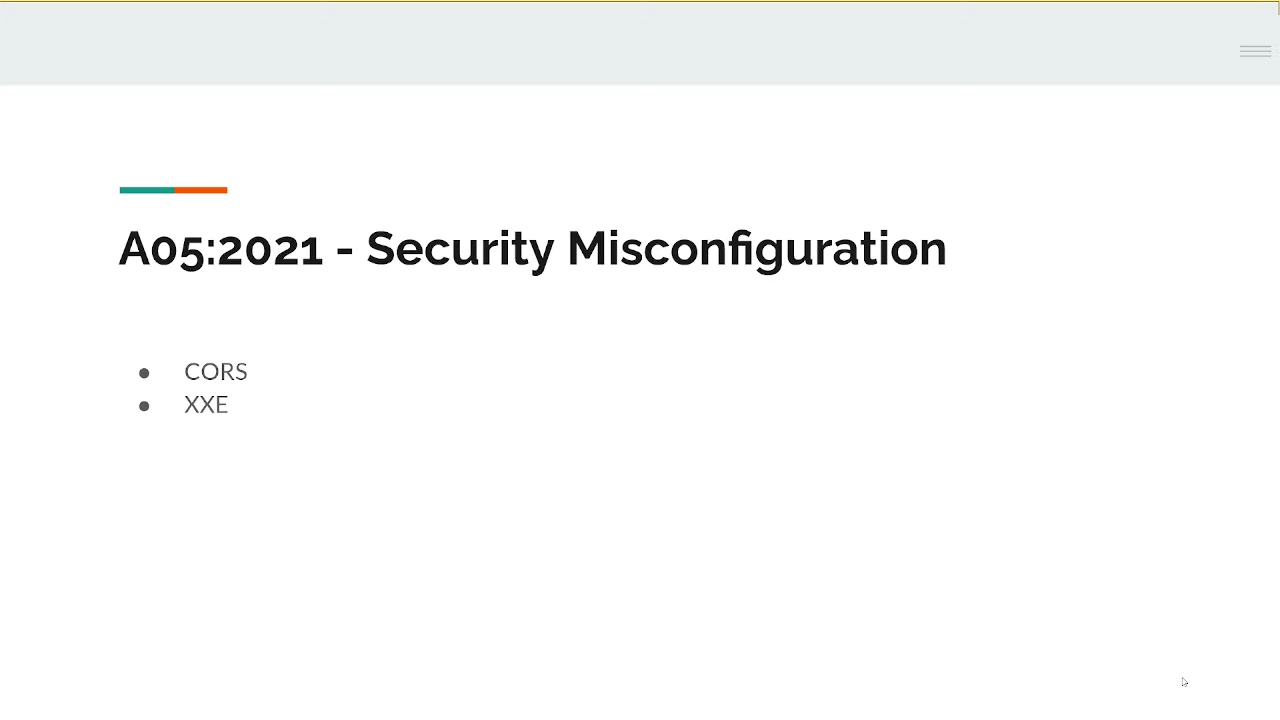 A05:2021 - Security Misconfiguration
● CORS
● XXE